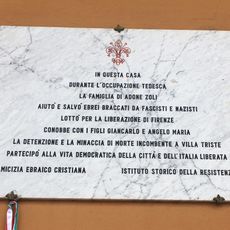 IN QUESTA CASA
DURANTE L'OCCUPAZIONE TEDESCA
LA FAMIGLIA DI ADONE ZOLI
AIUTÒ E SALVÒ EBREI BRACCATI DA FASCISTI E NAZISTI
LOTTÒ PER LA LIBERAZIONE DI FIRENZE
CONOBBE CON I FIGLI GIANCARLO E ANGELO MARIA
LA DETENZIONE E LA MINACCIA DI MORTE INCOMBENTE A VILLA TRISTE
PARTECIPÒ ALLA VITA DEMOCRATICA DELLA CITTÀ E DELL'ITALIA LIBERATA
MICIZIA EBRAICO CRISTIANA ISTITUTO STORICO DELLA RESISTENZ